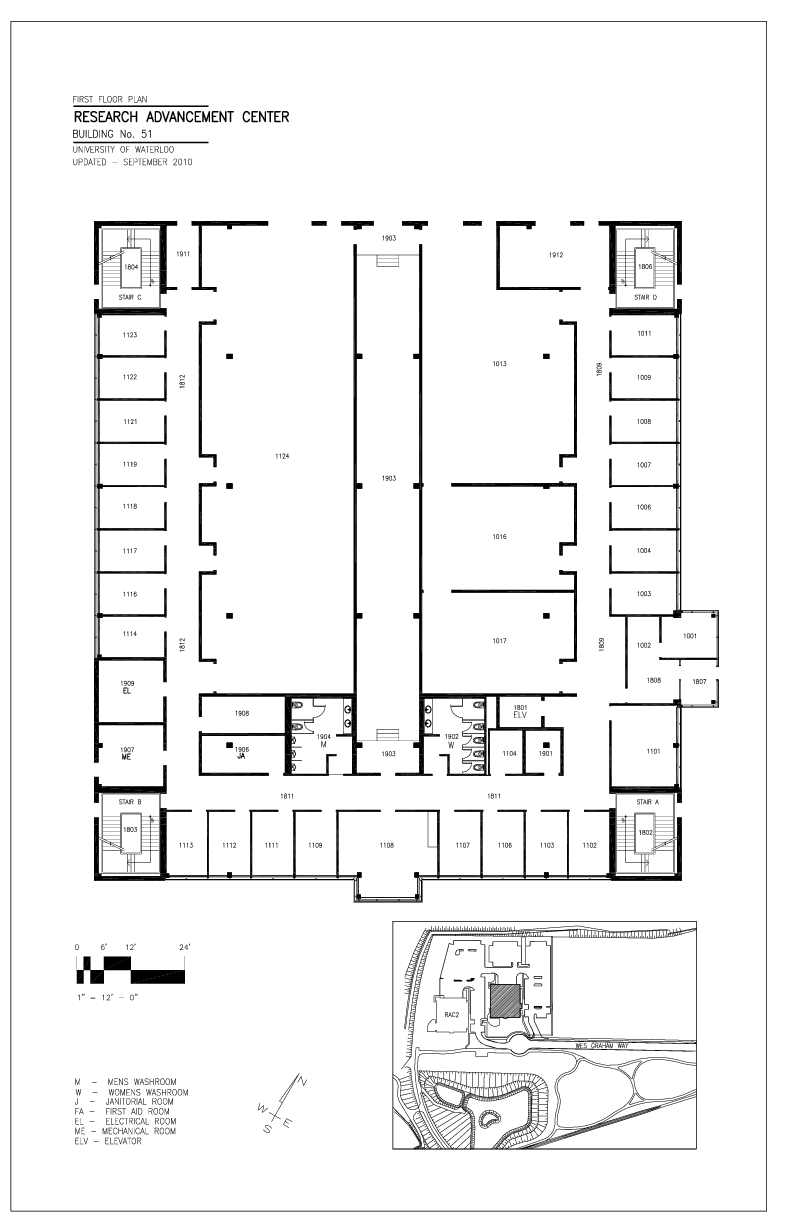 FIRST FLOOR PLAN
RESEARCH ADVANCEMENT CENTER
BUILDING No. 51
UNIVERSITY OF WATERLOO
UPDATED - SEPTEMBER 2010
1903
1911
1912
1804
1806
STAIR C
STAIR D
1123
1011
1013
1812
1809
1122
1009
1121
1008
1124
1119
1903
1007
1118
1006
1016
1117
1004
1116
1003
1114
1812
1017
1809
1002
1001
1808
1807
1909
EL
1908
1801
ELV
1904
M
1902
W
1907
ME
1906
JA
1903
1104
1901
1101
1811
1811
STAIR B
STAIR A
1803
1802
1113
1112
1111
1109
1108
1107
1106
1103
1102
0 6' 12' 24'
1" = 12' - 0"
RAC2
WES GRAHAM WAY
M - MENS WASHROOM
W - WOMENS WASHROOM
J - JANITORIAL ROOM
FA - FIRST AID ROOM
EL - ELECTRICAL ROOM
ME - MECHANICAL ROOM
ELV - ELEVATOR
N
W
E
S